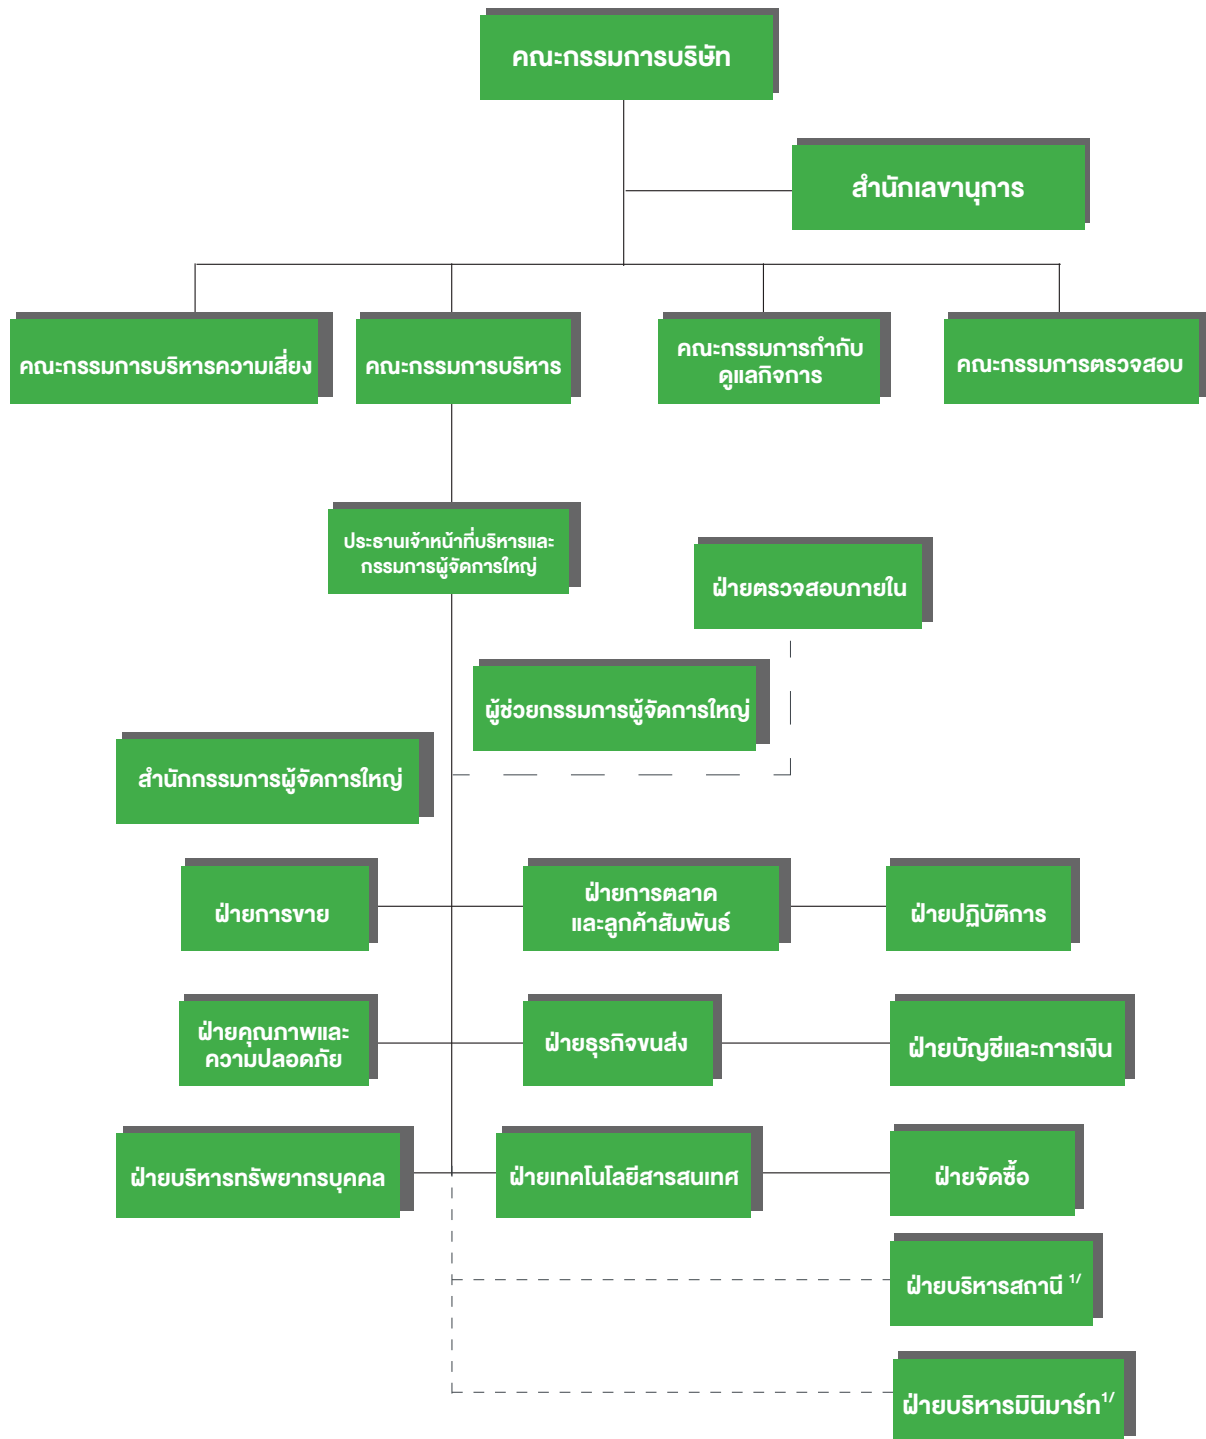 คณะกรรมการบริษัท
สำนักเลขานุการ
คณะกรรมการบริหารความเสี่ยง
คณะกรรมการบริหาร
คณะกรรมการกำกับ
ดูแลกิจการ
คณะกรรมการตรวจสอบ
ประธานเจ้าหน้าที่บริหารและ
กรรมการผู้จัดการใหญ่
ฝ่ายตรวจสอบภายใน
ผู้ช่วยกรรมการผู้จัดการใหญ่
สำนักกรรมการผู้จัดการใหญ่
ฝ่ายการขาย
ฝ่ายการตลาด
และลูกค้าสัมพันธ์
ฝ่ายปฏิบัติการ
ฝ่ายคุณภาพและ
ความปลอดภัย
ฝ่ายธุรกิจขนส่ง
ฝ่ายบัญชีและการเงิน
ฝ่ายบริหารทรัพยากรบุคคล
ฝ่ายเทคโนโลยีสารสนเทศ
ฝ่ายจัดซื้อ
ฝ่ายบริหารสถานี 1/
ฝ่ายบริหารมินิมาร์ท1/